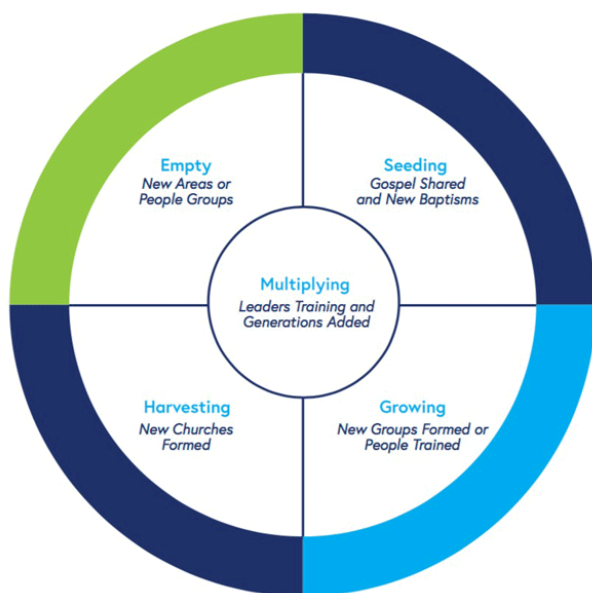 Empty
New Areas or
People Groups
Seeding
Gospel Shared
and New Baptisms
Multiplying
Leaders Training and
Generations Added
Harvesting
New Churches
Formed
Growing
New Groups Formed or
People Trained